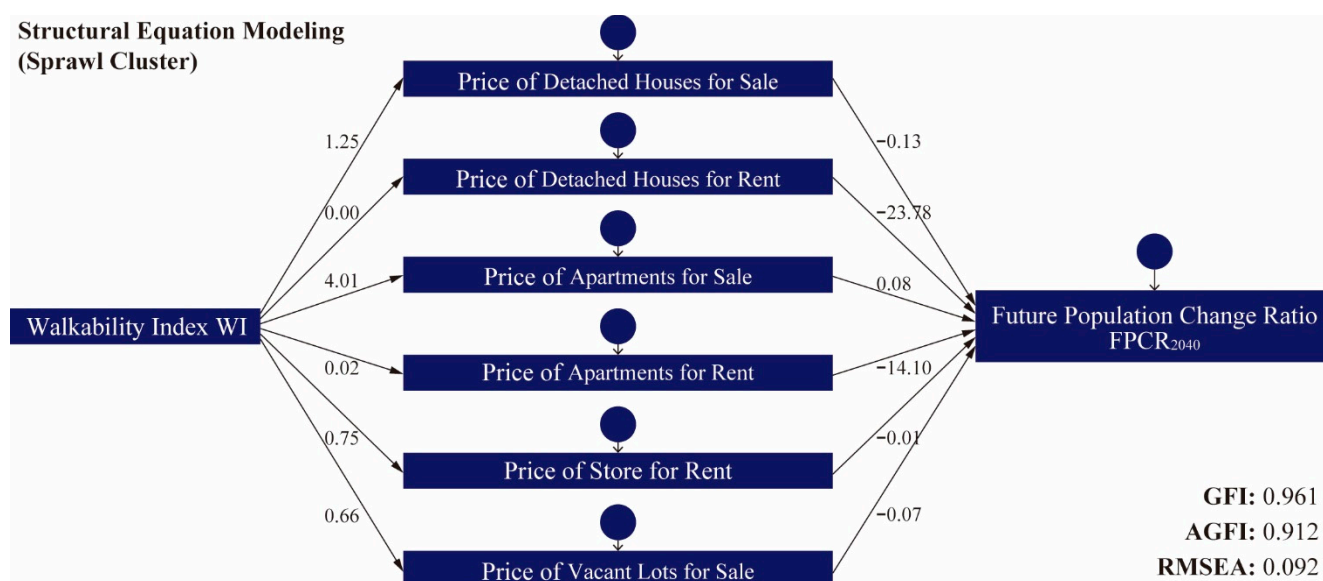 Structural Equation Modeling
(Sprawl Cluster)
Price of Detached Houses for Sale
1.25
−0.13
Price of Detached Houses for Rent
0.00
−23.78
Price of Apartments for Sale
4.01
0.08
Walkability Index WI
Future Population Change Ratio
FPCR2040
Price of Apartments for Rent
0.02
−14.10
Price of Store for Rent
0.75
−0.01
Price of Vacant Lots for Sale
0.66
−0.07
GFI: 0.961
AGFI: 0.912
RMSEA: 0.092